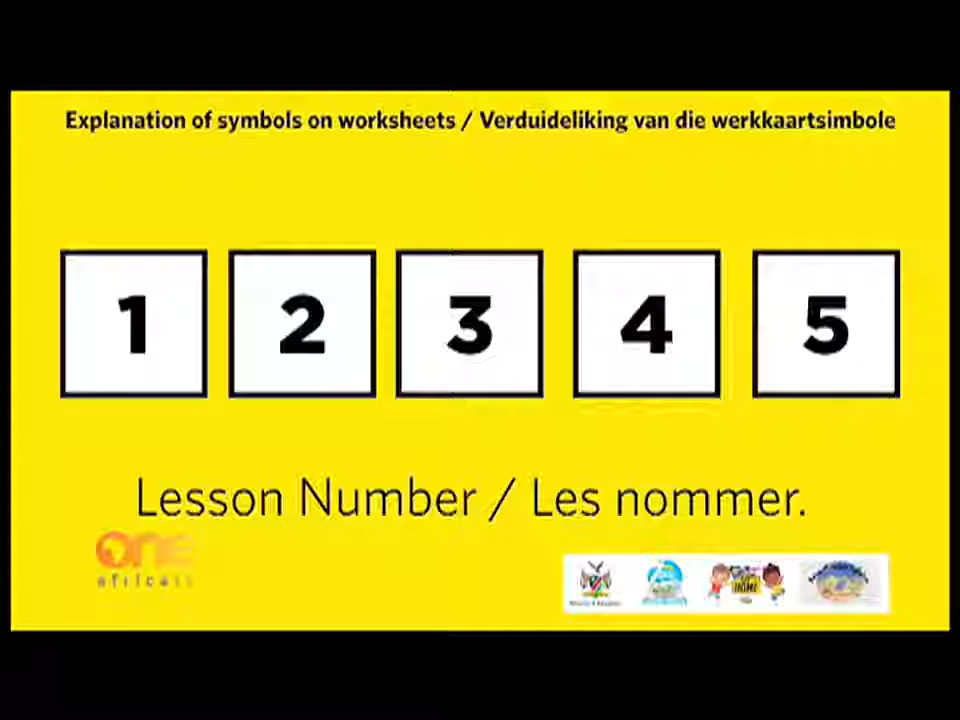 Explanation of symbols on worksheets / Verduideliking van die werkkaartsimbole
1 2 3 4 5
Lesson Number / Les nommer.
one
africa
HOME